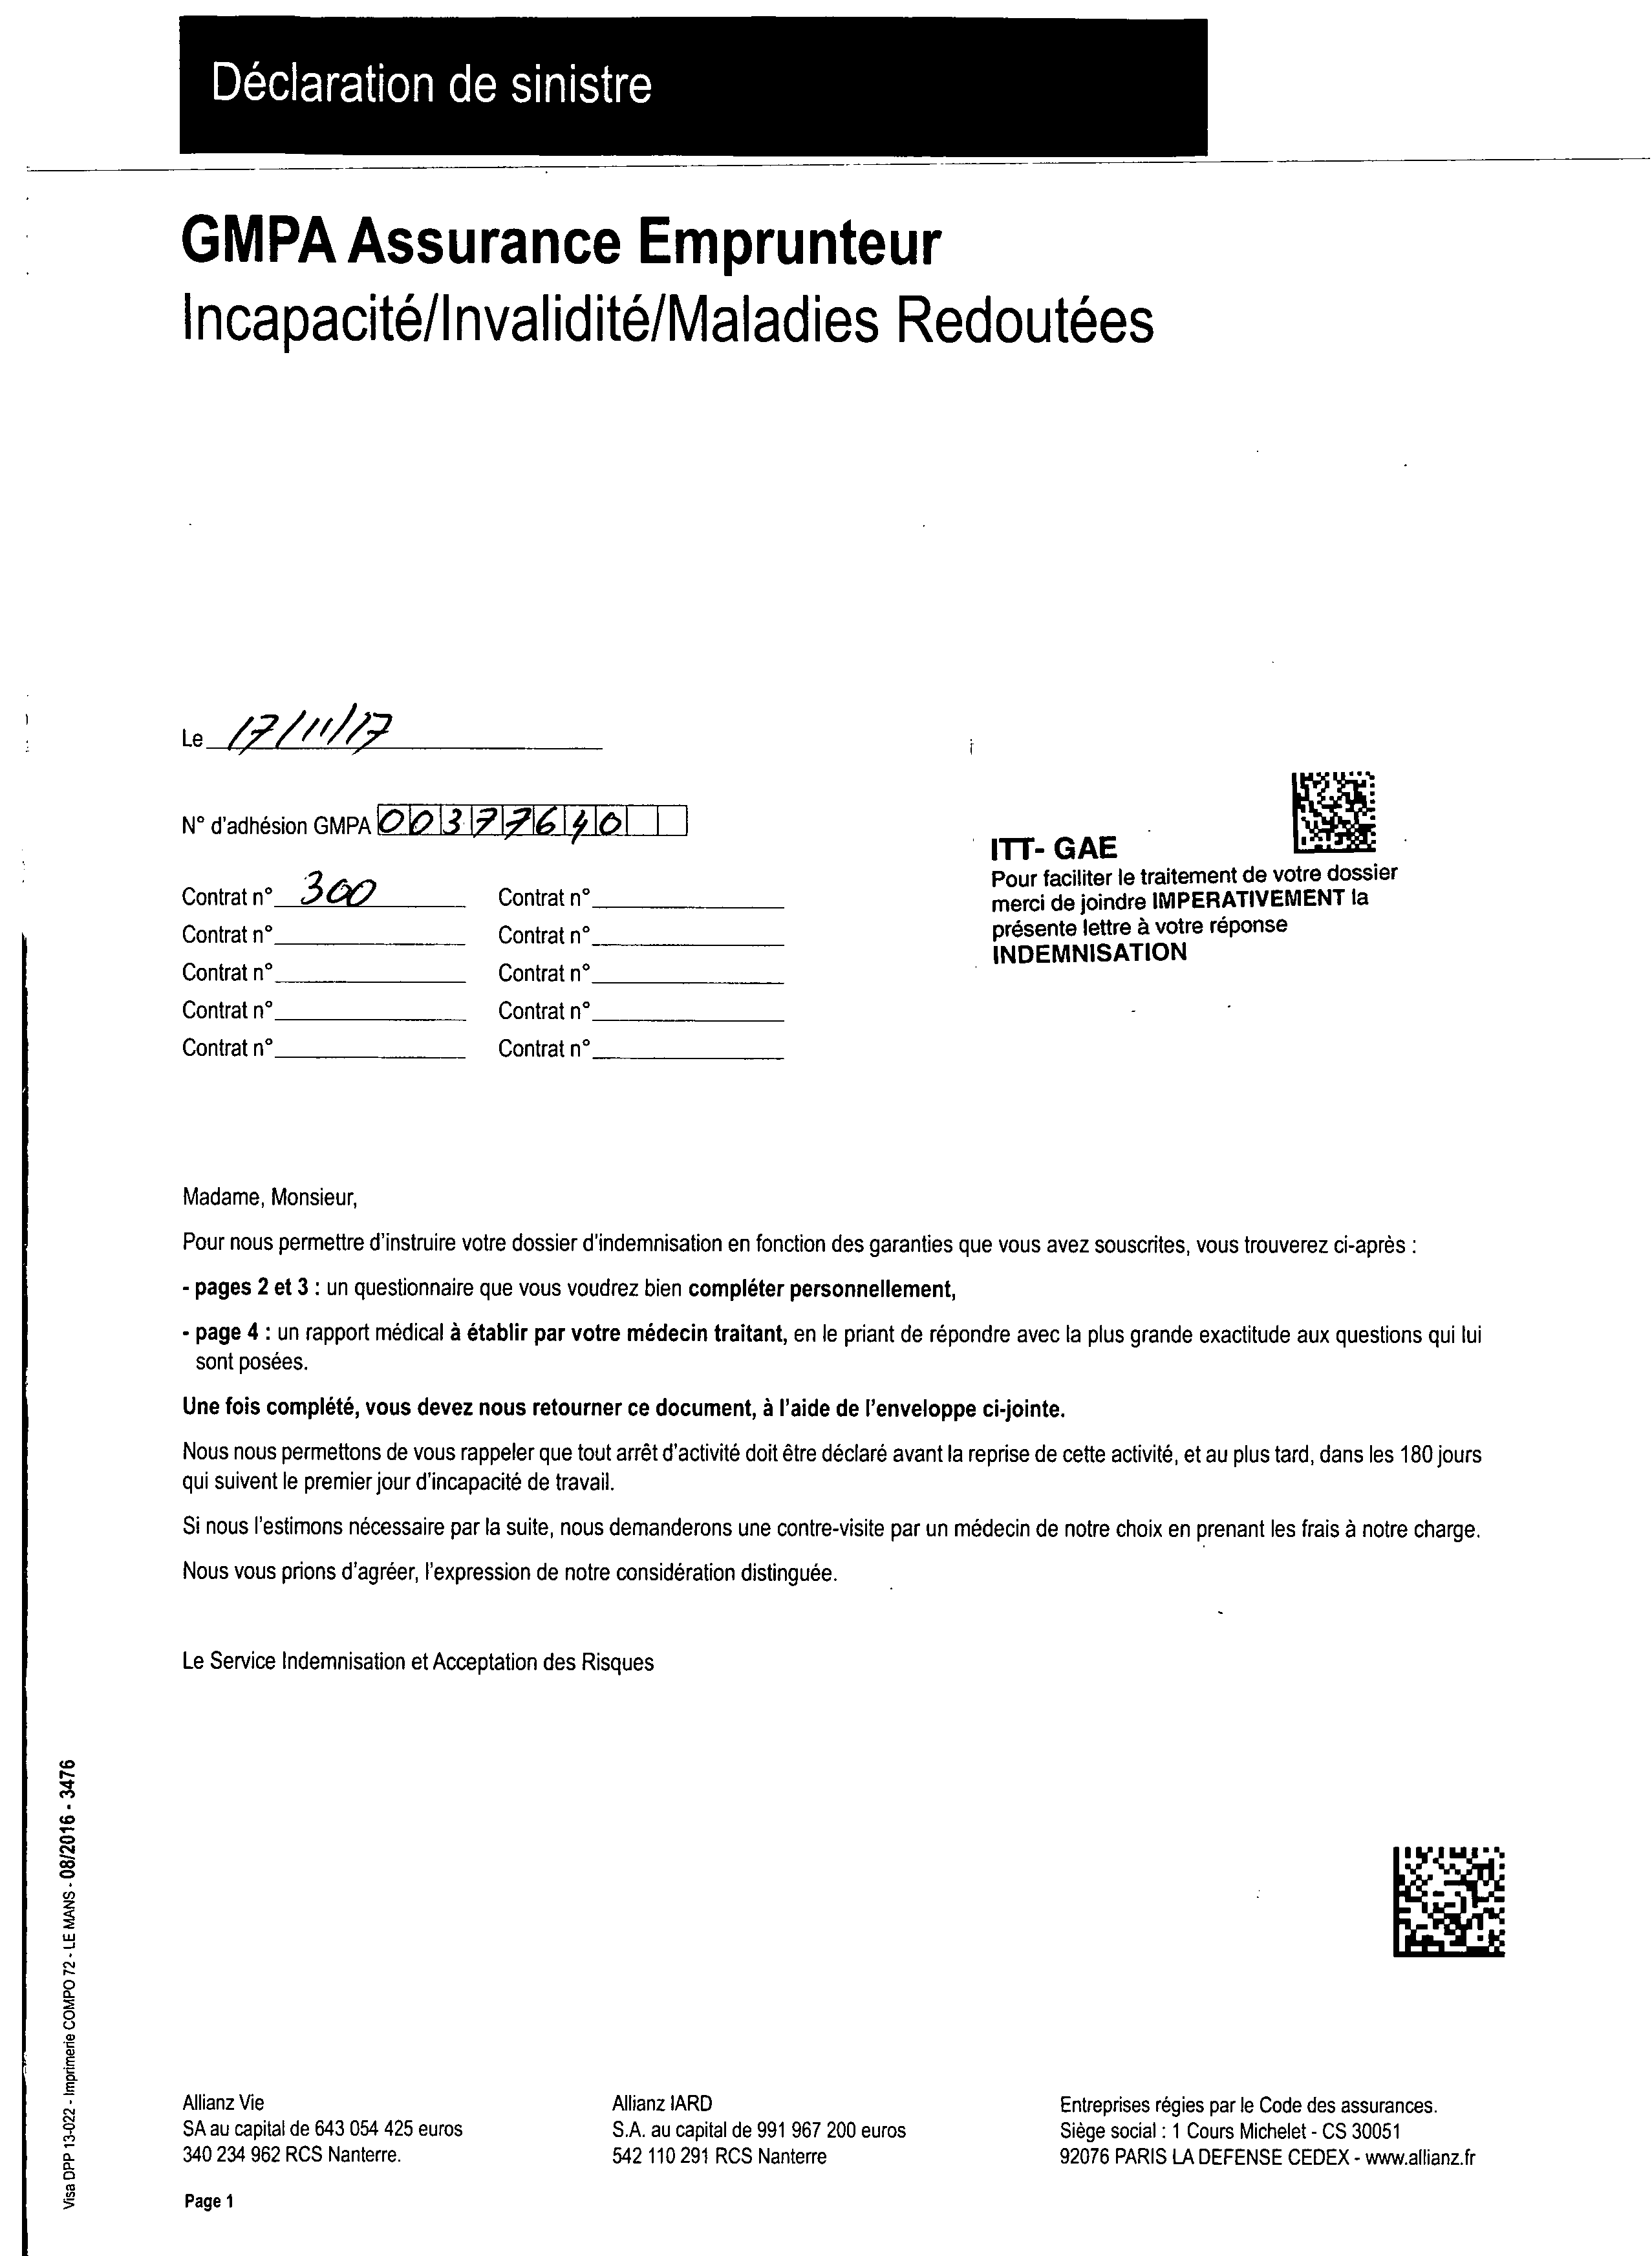 Déclaration de sinistre
GMPA Assurance Emprunteur
Incapacité/Invalidité/Maladies Redoutées
Le 17/11/17
N° d'adhésion GMPA 00377640
ITT- GAE
Pour faciliter le traitement de votre dossier
merci de joindre IMPERATIVEMENT la
présente lettre à votre réponse
INDEMNISATION
Contrat n° 300 Contrat n°
Contrat n° Contrat n°
Contrat n° Contrat n°
Contrat n° Contrat n°
Contrat n° Contrat n°
Madame, Monsieur,
Pour nous permettre d'instruire votre dossier d'indemnisation en fonction des garanties que vous avez souscrites, vous trouverez ci-après :
- pages 2 et 3 : un questionnaire que vous voudrez bien compléter personnellement,
- page 4 : un rapport médical à établir par votre médecin traitant, en le priant de répondre avec la plus grande exactitude aux questions qui lui
sont posées.
Une fois complété, vous devez nous retourner ce document, à l'aide de l'enveloppe ci-jointe.
Nous nous permettons de vous rappeler que tout arrêt d'activité doit être déclaré avant la reprise de cette activité, et au plus tard, dans les 180 jours
qui suivent le premier jour d'incapacité de travail.
Si nous l'estimons nécessaire par la suite, nous demanderons une contre-visite par un médecin de notre choix en prenant les frais à notre charge.
Nous vous prions d'agréer, l'expression de notre considération distinguée.
Le Service Indemnisation et Acceptation des Risques
Visa DPP 13-022 - Imprimerie COMPO 72 - LE MANS - 08/2016 - 3476
Allianz Vie
SA au capital de 643 054 425 euros
340 234 962 RCS Nanterre.
Allianz IARD
S.A. au capital de 991 967 200 euros
542 110 291 RCS Nanterre
Entreprises régies par le Code des assurances.
Siège social : 1 Cours Michelet - CS 30051
92076 PARIS LA DEFENSE CEDEX - www.allianz.fr
Page 1